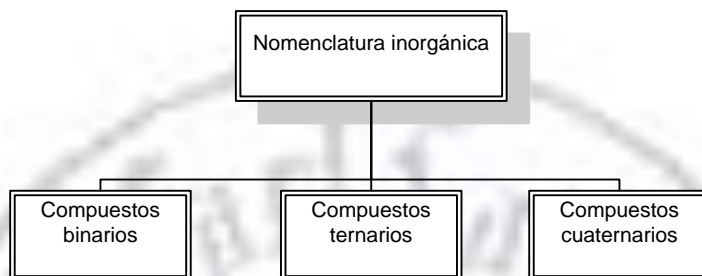 Nomenclatura inorgánica
Compuestos
binarios
Compuestos
ternarios
Compuestos
cuaternarios